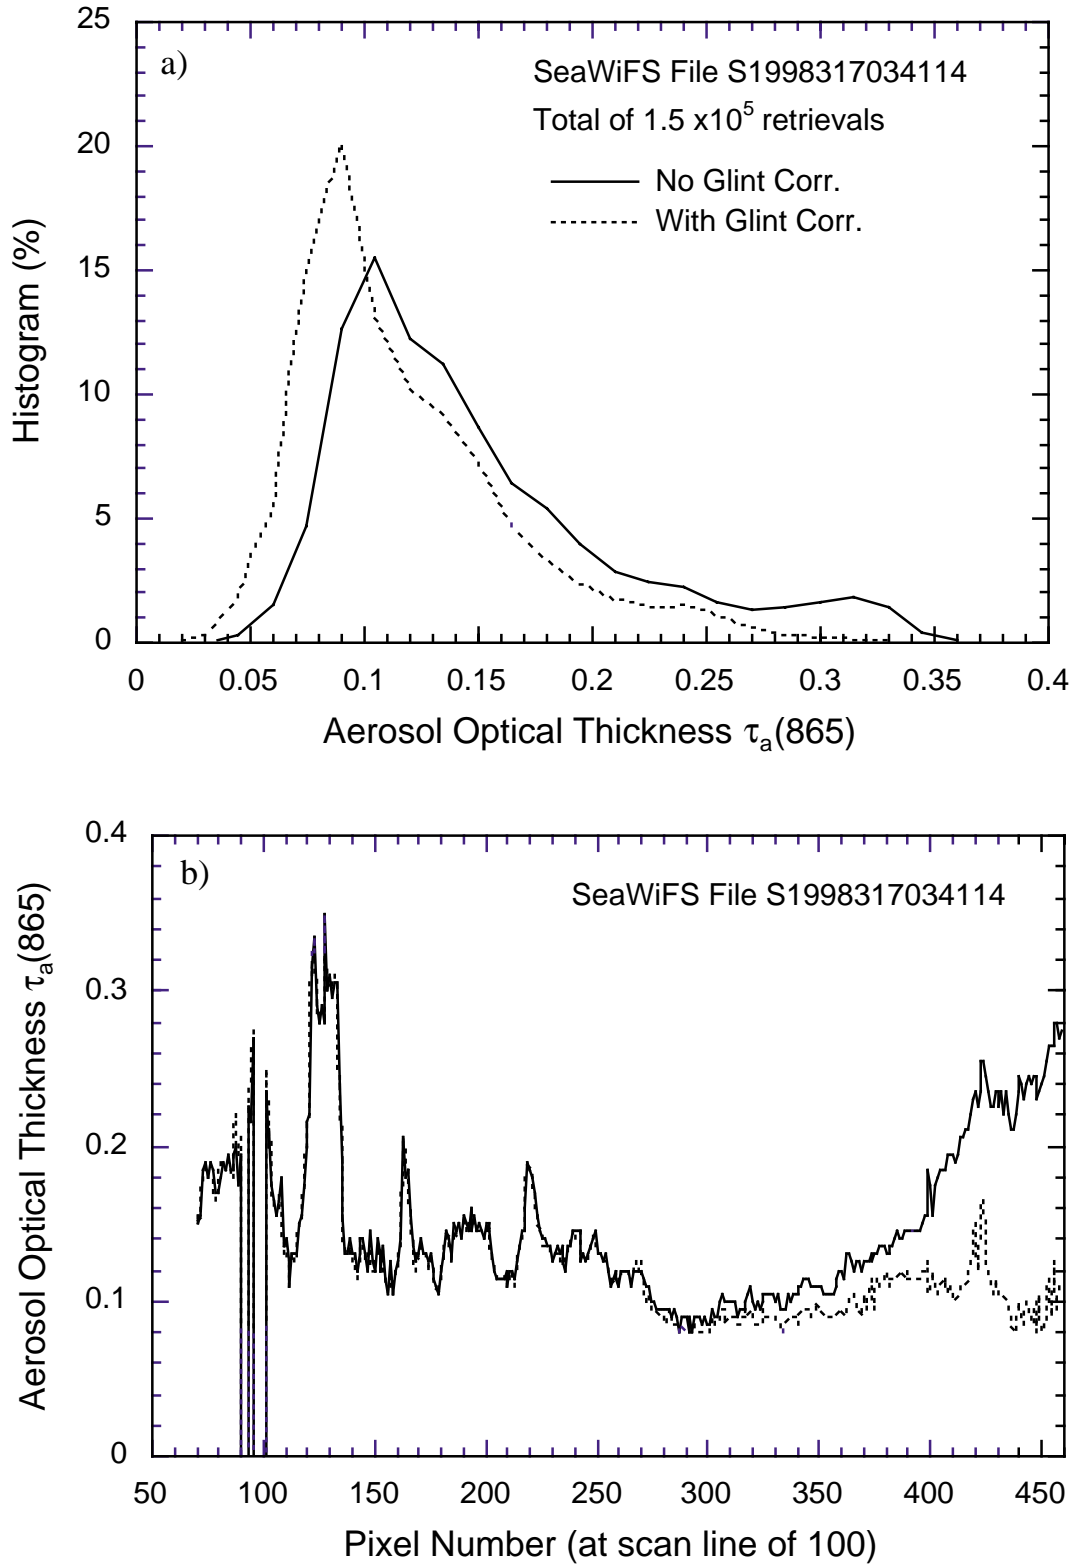 25
20
15
10
5
0
Histogram (%)
a)
SeaWiFS File S1998317034114
Total of 1.5 x10⁵ retrievals
No Glint Corr.
With Glint Corr.
0 0.05 0.1 0.15 0.2 0.25 0.3 0.35 0.4
Aerosol Optical Thickness τₐ(865)
0.4
0.3
0.2
0.1
0
Aerosol Optical Thickness τₐ(865)
b)
SeaWiFS File S1998317034114
50 100 150 200 250 300 350 400 450
Pixel Number (at scan line of 100)